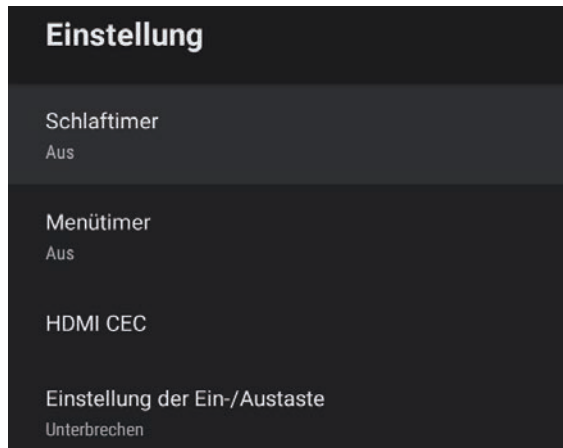 Einstellung
Schlaftimer
Aus
Menütimer
Aus
HDMI CEC
Einstellung der Ein-/Austaste
Unterbrechen